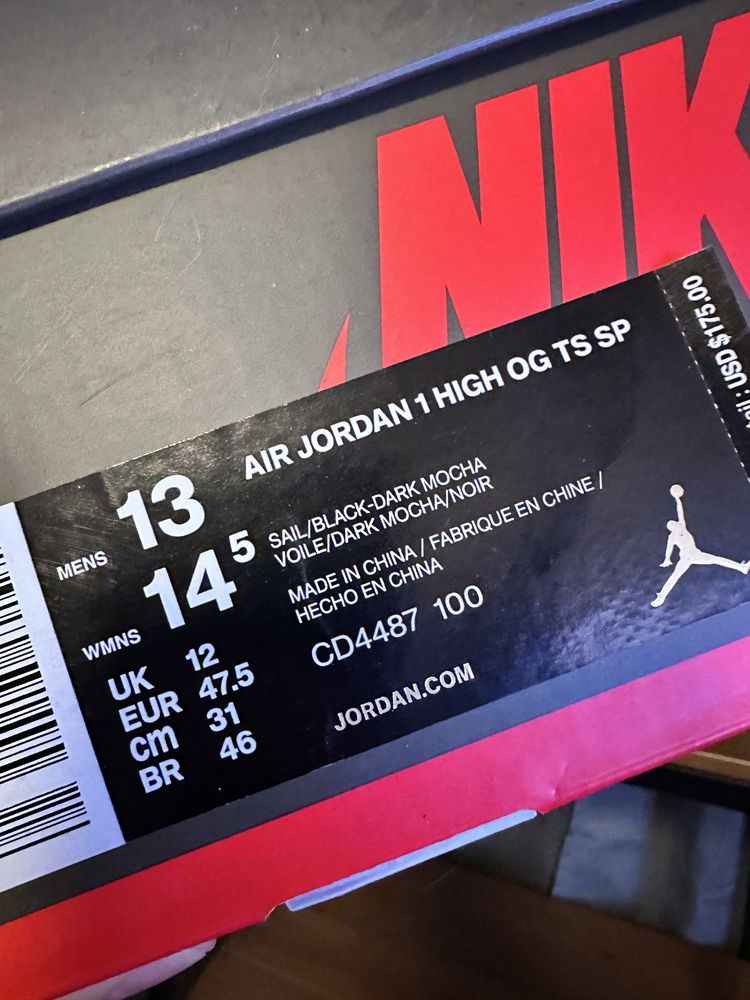 NIK
AIR JORDAN 1 HIGH OG TS SP
MENS 13
WMNS 14 5
SAIL/BLACK-DARK MOCHA
VOILE/DARK MOCHA/NOIR
MADE IN CHINA / FABRIQUE EN CHINE /
HECHO EN CHINA
CD4487 100
UK 12
EUR 47.5
cm 31
BR 46
JORDAN.COM
: USD $175.00